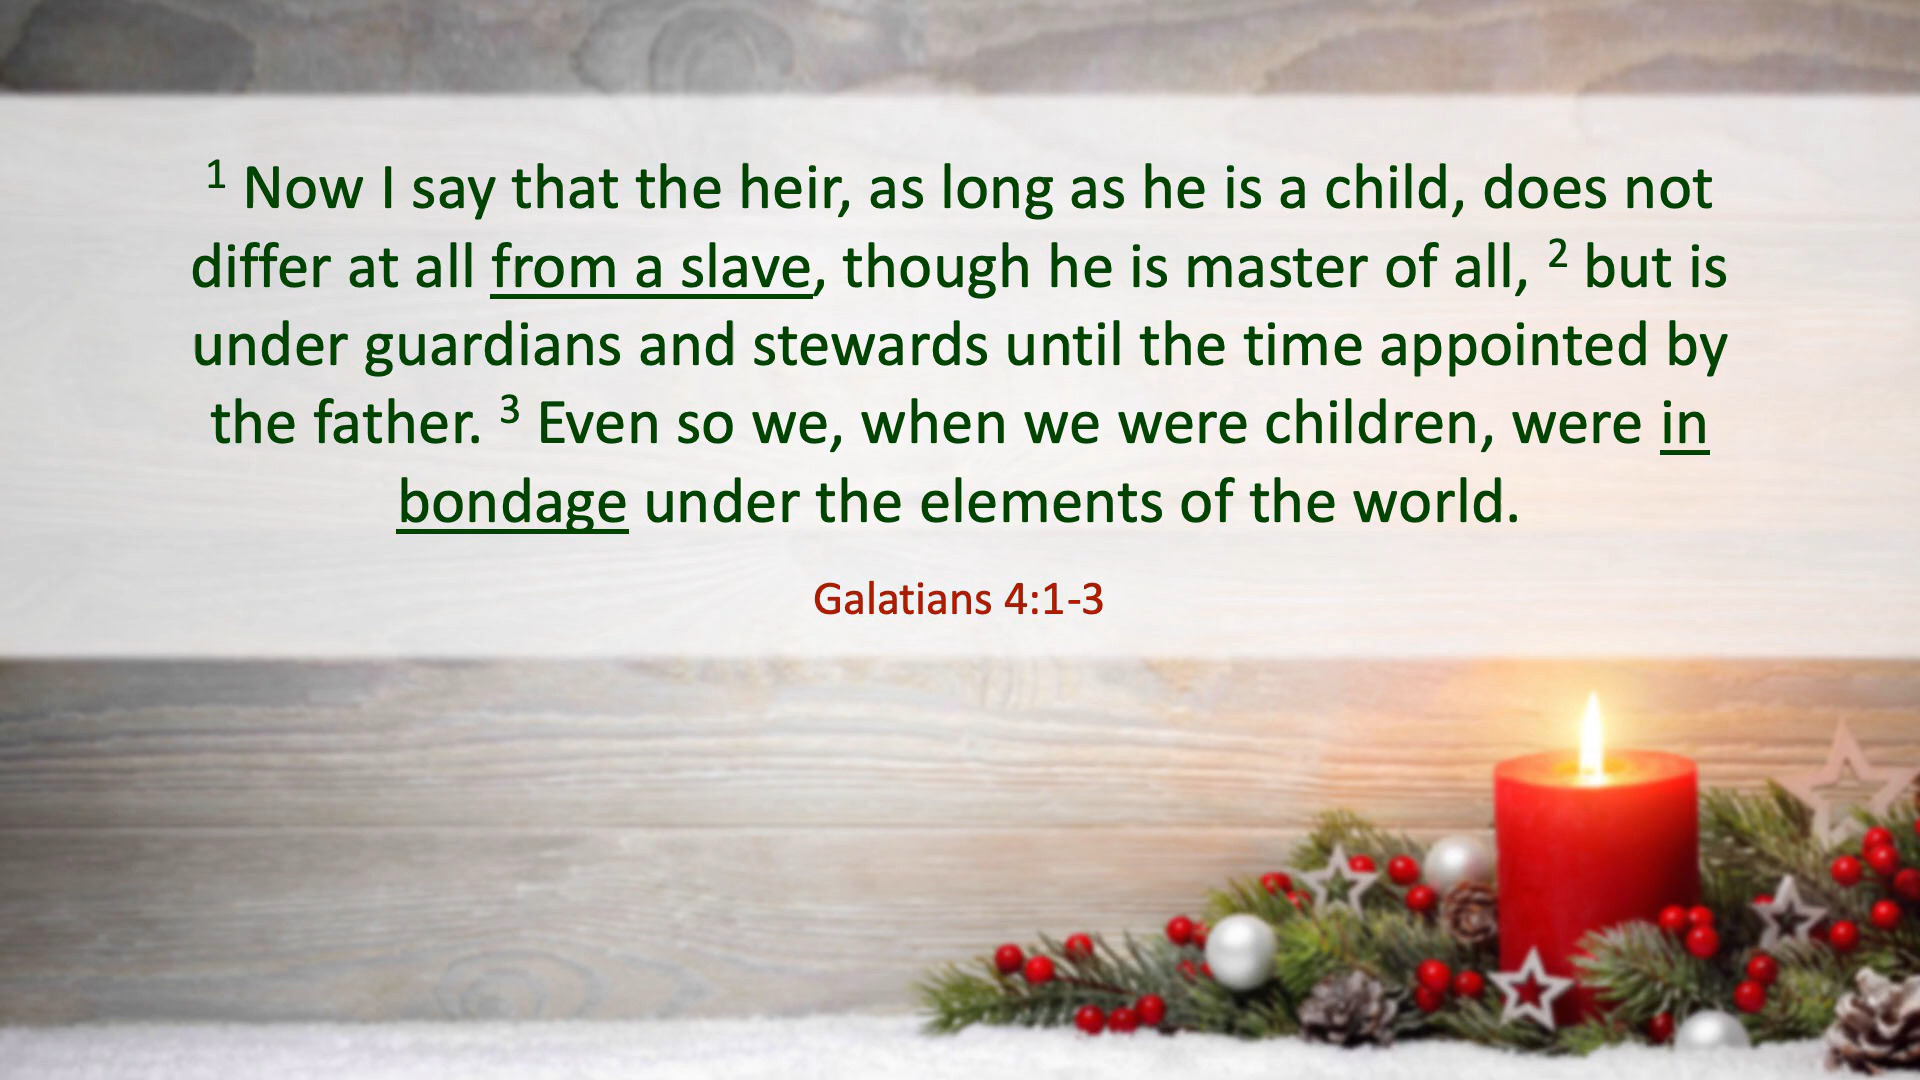 1 Now I say that the heir, as long as he is a child, does not
differ at all from a slave, though he is master of all, 2 but is
under guardians and stewards until the time appointed by
the father. 3 Even so we, when we were children, were in
bondage under the elements of the world.
Galatians 4:1-3